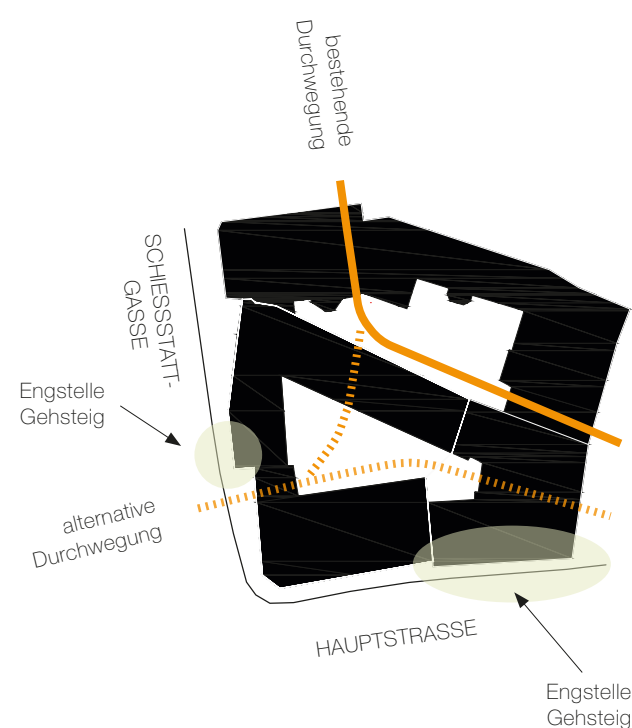 bestehende
Durchwegung
SCHIESSSTATT-
GASSE
Engstelle
Gehsteig
alternative
Durchwegung
HAUPTSTRASSE
Engstelle
Gehsteig